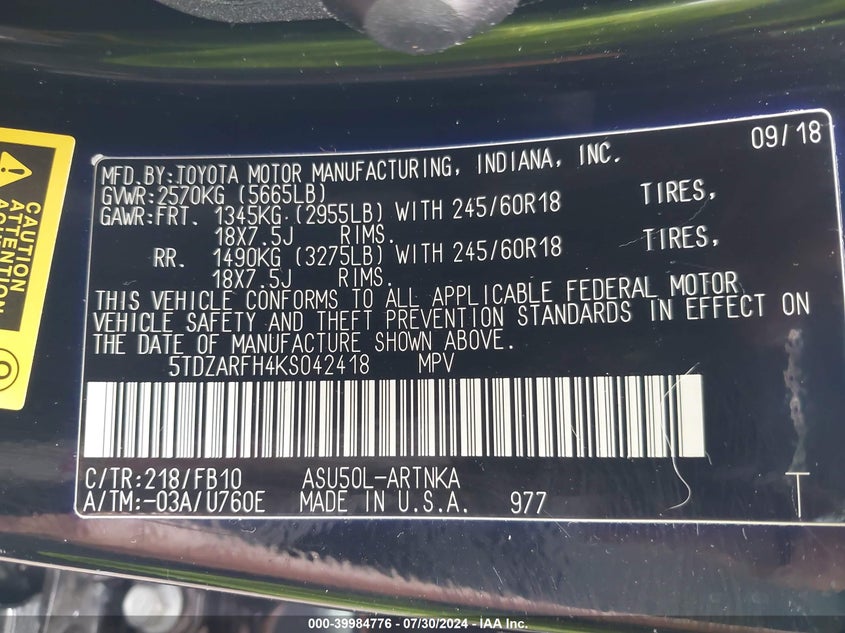 09/18
MFD.BY:TOYOTA MOTOR MANUFACTURING, INDIANA, INC.
GVWR:2570KG (5665LB)
GAWR:FRT. 1345KG (2955LB) WITH 245/60R18 TIRES,
18X7.5J RIMS.
RR. 1490KG (3275LB) WITH 245/60R18 TIRES,
18X7.5J RIMS.
THIS VEHICLE CONFORMS TO ALL APPLICABLE FEDERAL MOTOR
VEHICLE SAFETY AND THEFT PREVENTION STANDARDS IN EFFECT ON
THE DATE OF MANUFACTURE SHOWN ABOVE.
5TDZARFH4KS042418 MPV
C/TR:218/FB10 ASU50L-ARTNKA
A/TM:-03A/U760E MADE IN U.S.A. 977
T
CAUTION
ATTENTION
000-39984776 - 07/30/2024 - IAA Inc.